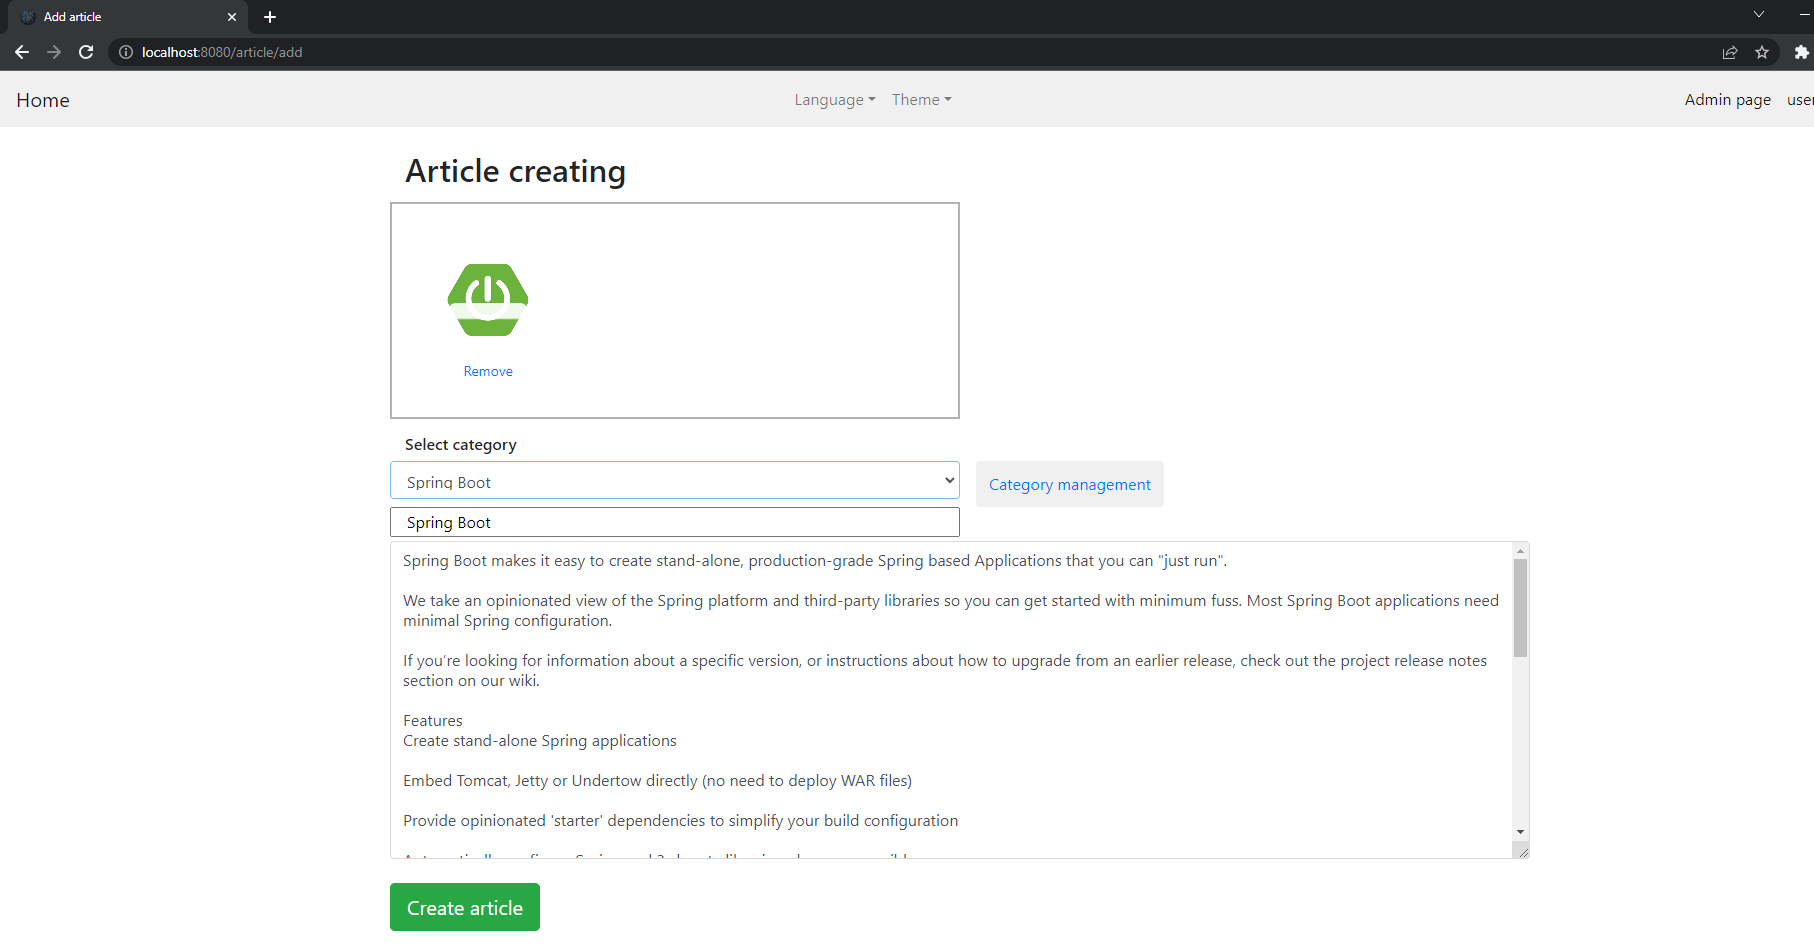 Add article
localhost:8080/article/add
Home
Language
Theme
Admin page
user
Article creating
Remove
Select category
Spring Boot
Category management
Spring Boot
Spring Boot makes it easy to create stand-alone, production-grade Spring based Applications that you can "just run".
We take an opinionated view of the Spring platform and third-party libraries so you can get started with minimum fuss. Most Spring Boot applications need
minimal Spring configuration.
If you’re looking for information about a specific version, or instructions about how to upgrade from an earlier release, check out the project release notes
section on our wiki.
Features
Create stand-alone Spring applications
Embed Tomcat, Jetty or Undertow directly (no need to deploy WAR files)
Provide opinionated 'starter' dependencies to simplify your build configuration
Create article